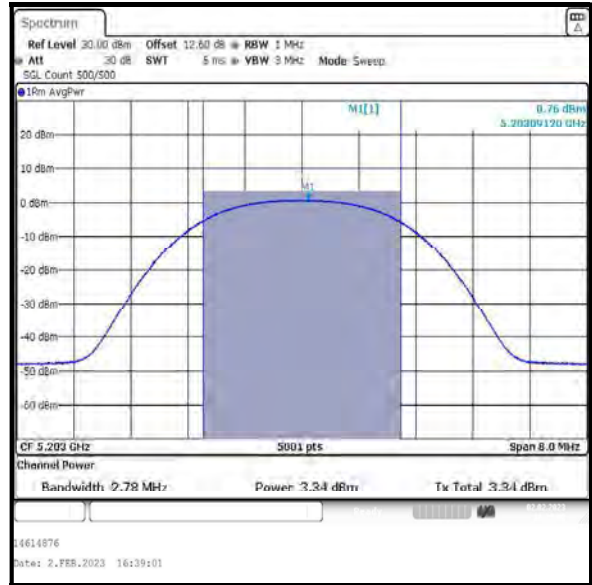 Spectrum
Ref Level 30.00 dBm Offset 12.60 dB RBW 1 MHz
Att 30 dB SWT 5 ms VBW 3 MHz Mode Sweep
SGL Count 500/500
1Rm AvgPwr
M1[1] 0.76 dBm
5.20309120 GHz
20 dBm
10 dBm
M1
0 dBm
-10 dBm
-20 dBm
-30 dBm
-40 dBm
-50 dBm
-60 dBm
CF 5.203 GHz 5001 pts Span 8.0 MHz
Channel Power
Bandwidth 2.78 MHz Power 3.34 dBm Tx Total 3.34 dBm
14614876
Date: 2.FEB.2023 16:39:01